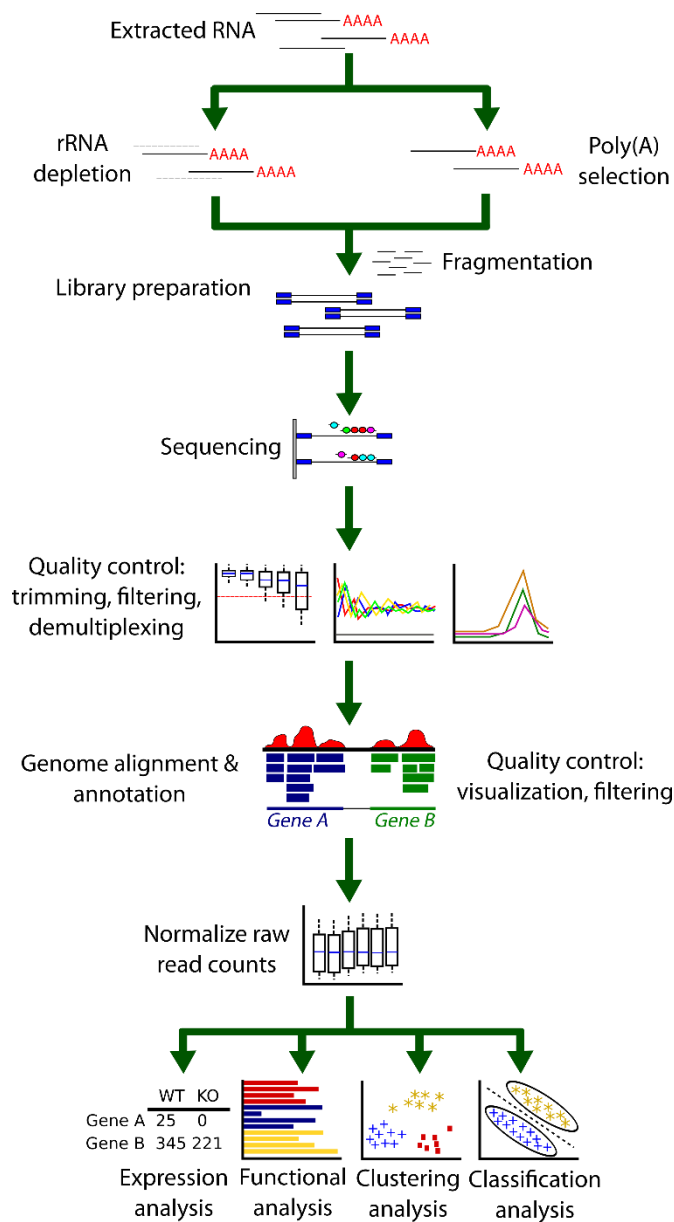 Extracted RNA
AAAA
AAAA
rRNA
depletion
AAAA
AAAA
AAAA
AAAA
Poly(A)
selection
Fragmentation
Library preparation
Sequencing
Quality control:
trimming, filtering,
demultiplexing
Genome alignment &
annotation
Gene A
Gene B
Quality control:
visualization, filtering
Normalize raw
read counts
WT KO
Gene A 25 0
Gene B 345 221
Expression
analysis
Functional
analysis
Clustering
analysis
Classification
analysis